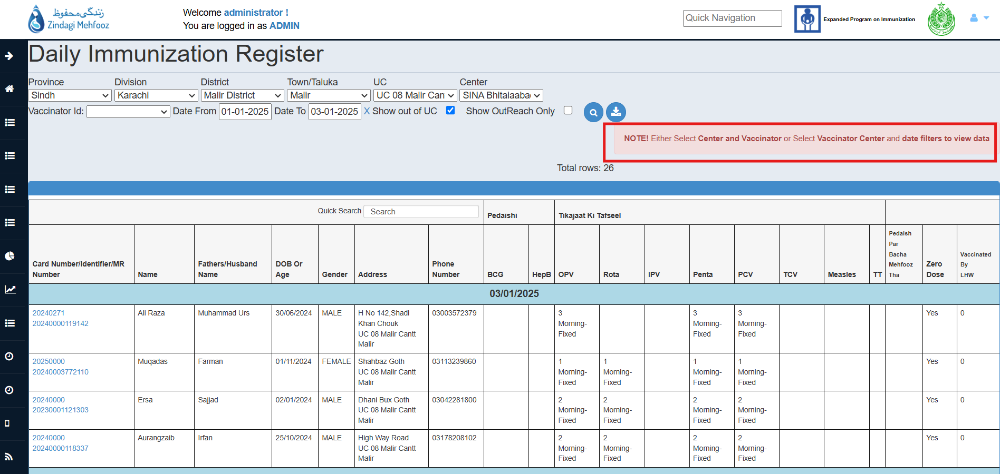 زندگی محفوظ
Zindagi Mehfooz
Welcome administrator !
You are logged in as ADMIN
Quick Navigation
Expanded Program on Immunization
Daily Immunization Register
Province Division District Town/Taluka UC Center
Sindh Karachi Malir District Malir UC 08 Malir Can SINA Bhitaiaaba
Vaccinator Id: Date From 01-01-2025 Date To 03-01-2025 X Show out of UC Show OutReach Only
NOTE! Either Select Center and Vaccinator or Select Vaccinator Center and date filters to view data
Total rows: 26
Quick Search Search Pedaishi Tikajaat Ki Tafseel
Card Number/Identifier/MR Number Name Fathers/Husband Name DOB Or Age Gender Address Phone Number BCG HepB OPV Rota IPV Penta PCV TCV Measles TT Pedaish Par Bacha Mehfooz Tha Zero Dose Vaccinated By LHW
03/01/2025
20240271 Ali Raza Muhammad Urs 30/06/2024 MALE H No 142,Shadi 03003572379 3 3 3 Yes 0
20240000119142 Khan Chouk Morning- Morning- Morning-
UC 08 Malir Cantt Fixed Fixed Fixed
Malir
20250000 Muqadas Farman 01/11/2024 FEMALE Shahbaz Goth 03113239860 1 1 1 1 Yes 0
20240003772110 UC 08 Malir Cantt Morning- Morning- Morning- Morning-
Malir Fixed Fixed Fixed Fixed
20240000 Ersa Sajjad 02/01/2024 MALE Dhani Bux Goth 03042281800 2 2 2 2 Yes 0
20230001121303 UC 08 Malir Cantt Morning- Morning- Morning- Morning-
Malir Fixed Fixed Fixed Fixed
20240000 Aurangzaib Irfan 25/10/2024 MALE High Way Road 03178208102 2 2 2 2 Yes 0
20240000118337 UC 08 Malir Cantt Morning- Morning- Morning- Morning-
Malir Fixed Fixed Fixed Fixed